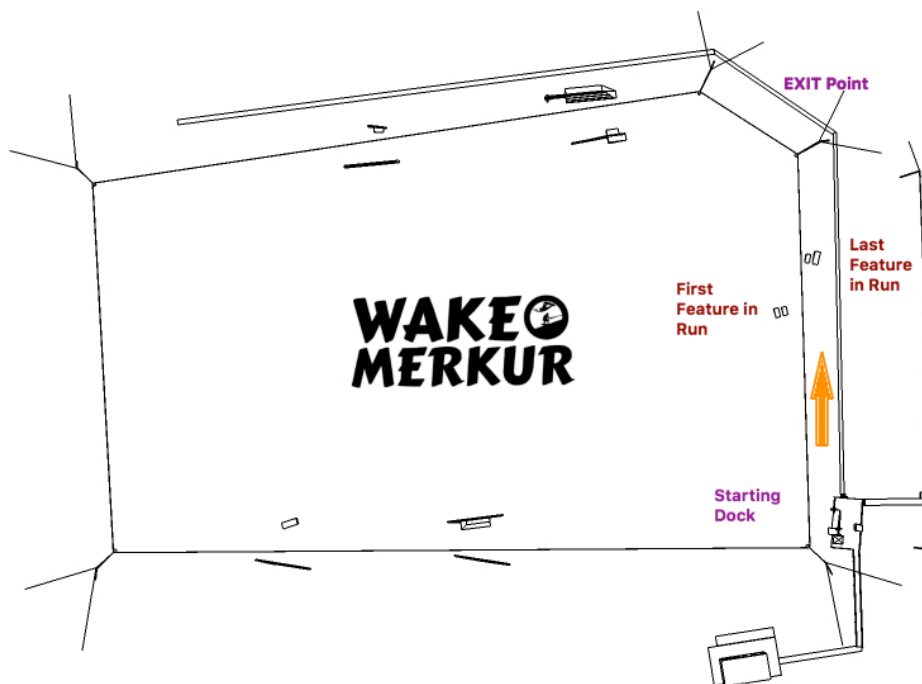 EXIT Point
Last
Feature
in Run
First
Feature in
Run
WAKE
MERKUR
Starting
Dock